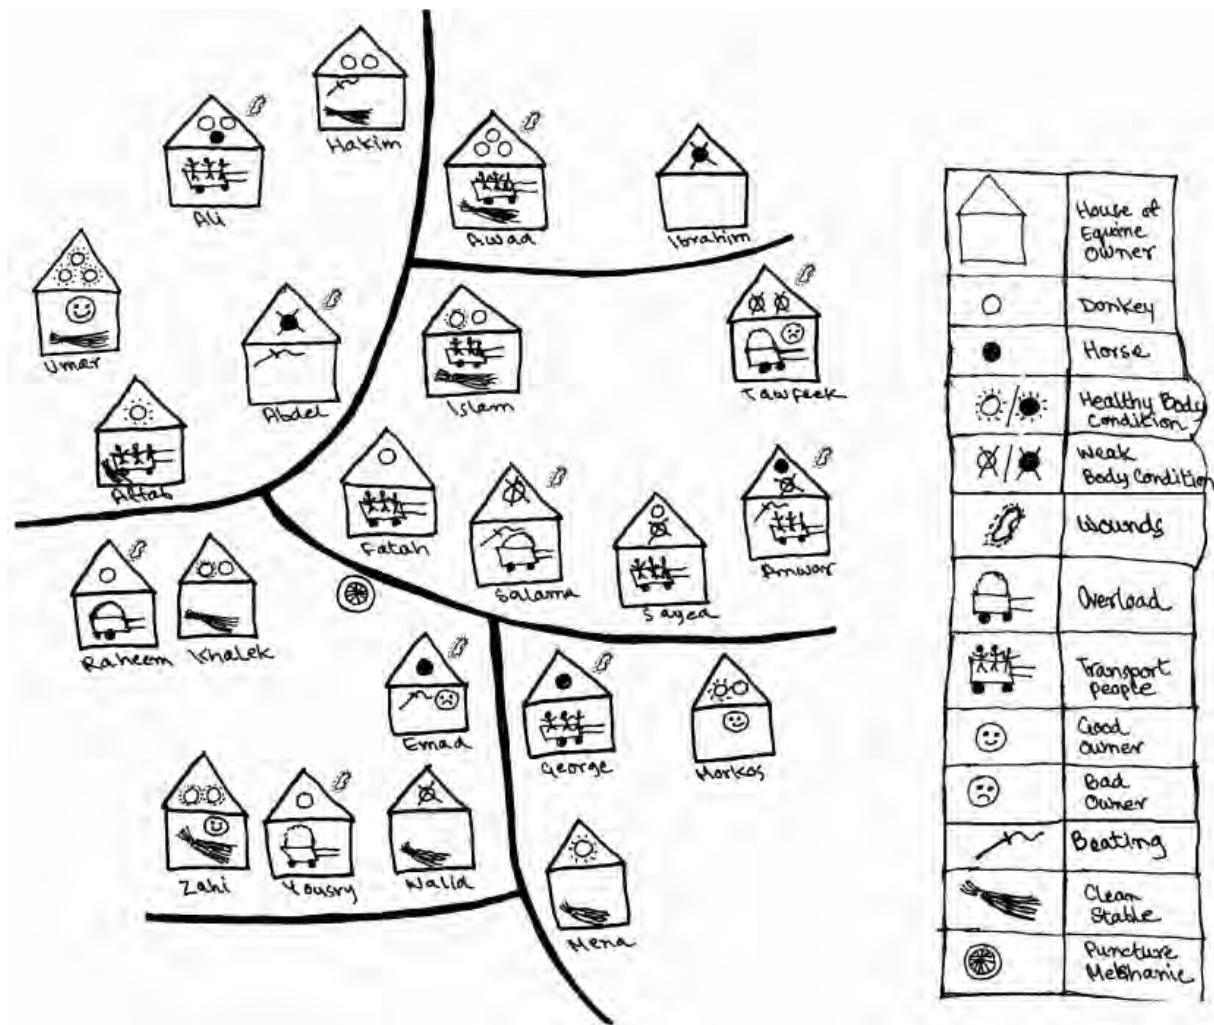 Hakim
Ali
Awad
Ibrahim
Umar
Abdel
Islam
Tawfeek
Aftab
Fatah
Salama
Sayed
Anwar
Raheem
Khalek
Emad
George
Morkos
Zahi
Yousry
Walid
Mena
House of
Equine
Owner
Donkey
Horse
Healthy Body
Condition
Weak
Body Condition
Wounds
Overload
Transport
people
Good
owner
Bad
Owner
Beating
Clean
Stable
Puncture
Mechanic